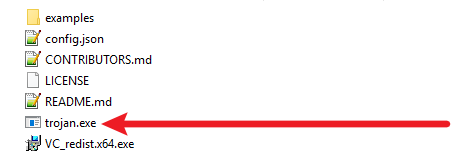 examples
config.json
CONTRIBUTORS.md
LICENSE
README.md
trojan.exe
VC_redist.x64.exe